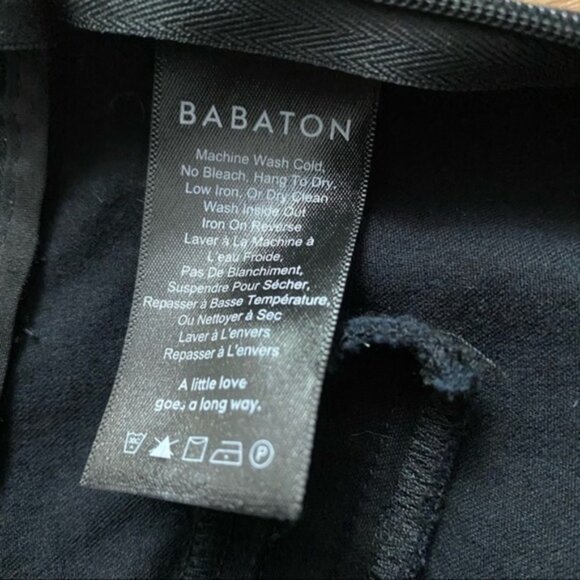 BABATON
Machine Wash Cold,
No Bleach, Hang To Dry,
Low Iron, Or Dry Clean
Wash Inside Out
Iron On Reverse
Laver à La Machine à
L'eau Froide,
Pas De Blanchiment,
Suspendre Pour Sécher,
Repasser à Basse Température,
Ou Nettoyer à Sec
Laver à L'envers
Repasser à L'envers
A little love
goes a long way.
30C
P